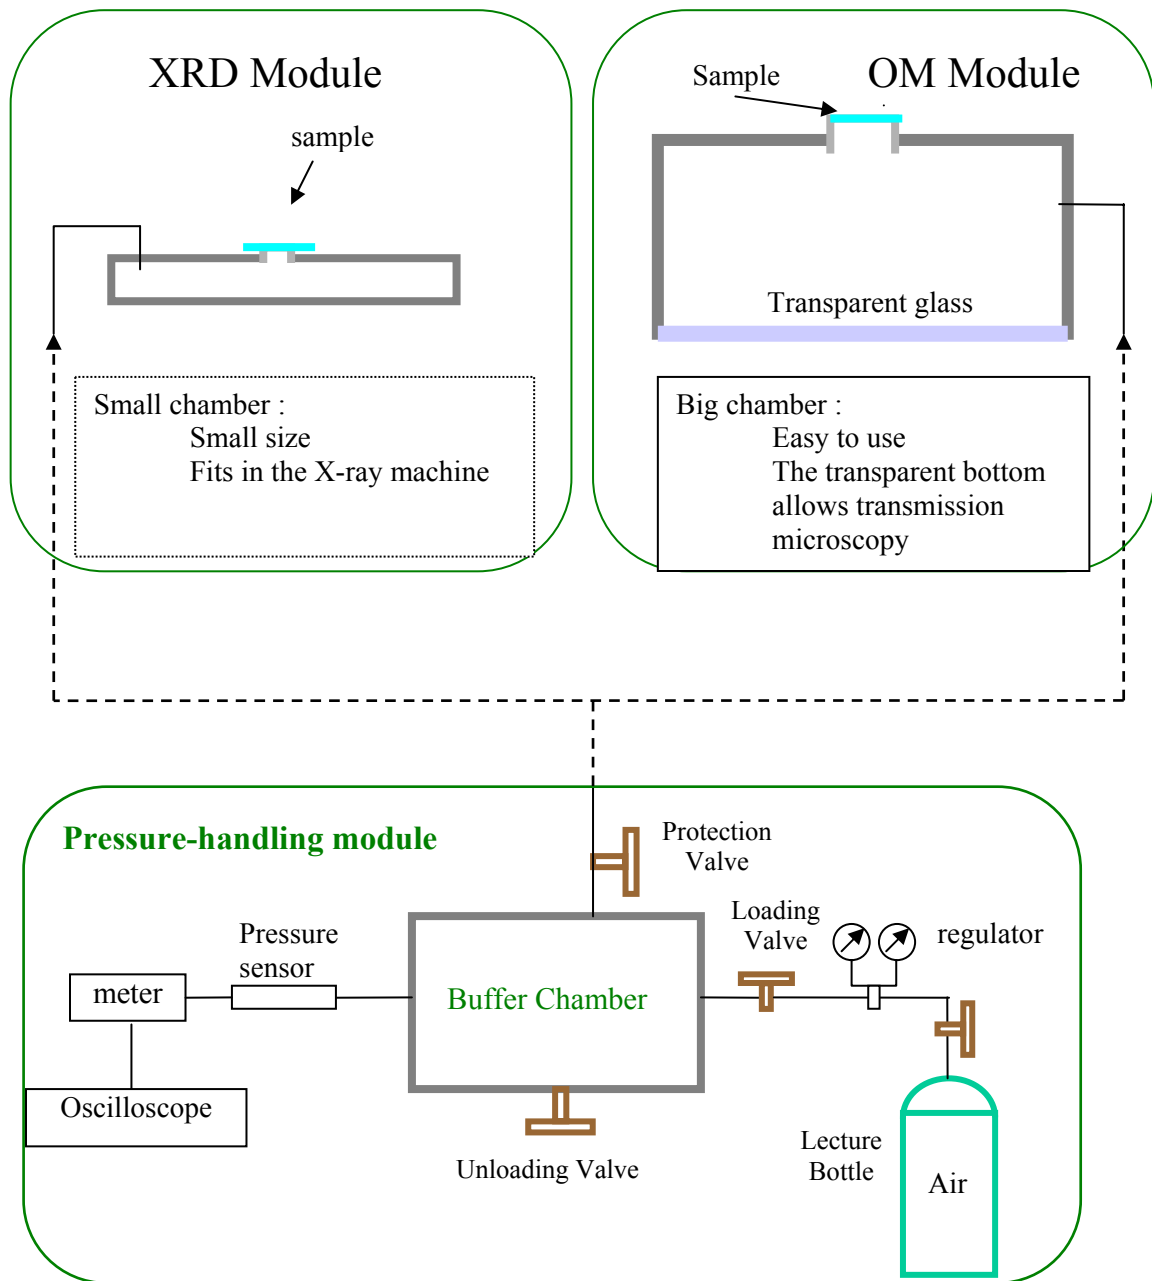 XRD Module
sample
Small chamber :
Small size
Fits in the X-ray machine
OM Module
Sample
Transparent glass
Big chamber :
Easy to use
The transparent bottom
allows transmission
microscopy
Pressure-handling module
Protection
Valve
Loading
Valve
regulator
Pressure
sensor
meter
Buffer Chamber
Oscilloscope
Unloading Valve
Lecture
Bottle
Air